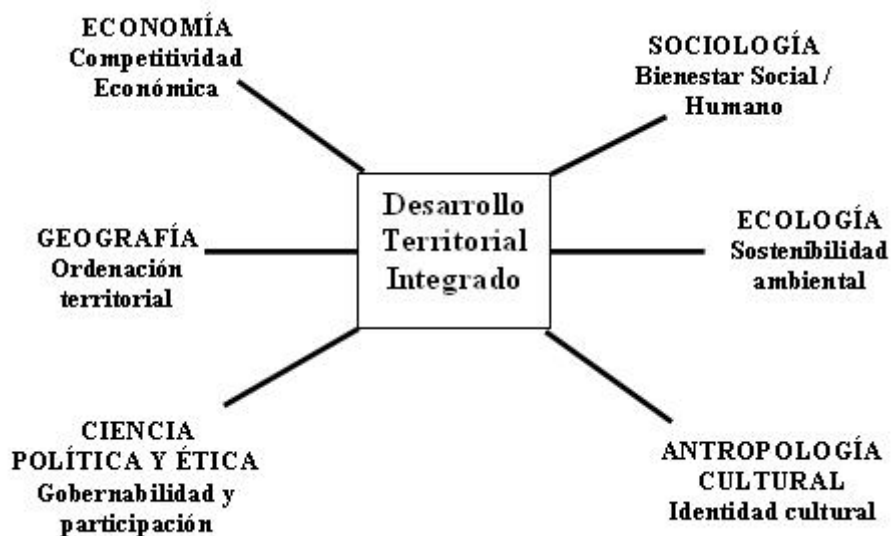 ECONOMÍA
Competitividad
Económica
SOCIOLOGÍA
Bienestar Social /
Humano
GEOGRAFÍA
Ordenación
territorial
Desarrollo
Territorial
Integrado
ECOLOGÍA
Sostenibilidad
ambiental
CIENCIA
POLÍTICA Y ÉTICA
Gobernabilidad y
participación
ANTROPOLOGÍA
CULTURAL
Identidad cultural